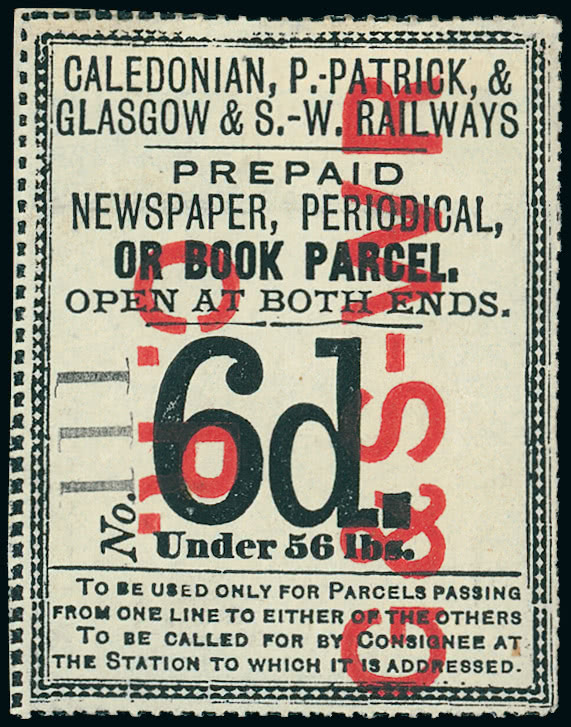 CALEDONIAN, P.-PATRICK, &
GLASGOW & S.-W. RAILWAYS
PREPAID
NEWSPAPER, PERIODICAL,
OR BOOK PARCEL.
OPEN AT BOTH ENDS.
6d.
No. 111
Under 56 lbs.
TO BE USED ONLY FOR PARCELS PASSING
FROM ONE LINE TO EITHER OF THE OTHERS
TO BE CALLED FOR BY CONSIGNEE AT
THE STATION TO WHICH IT IS ADDRESSED.
G & S-WR